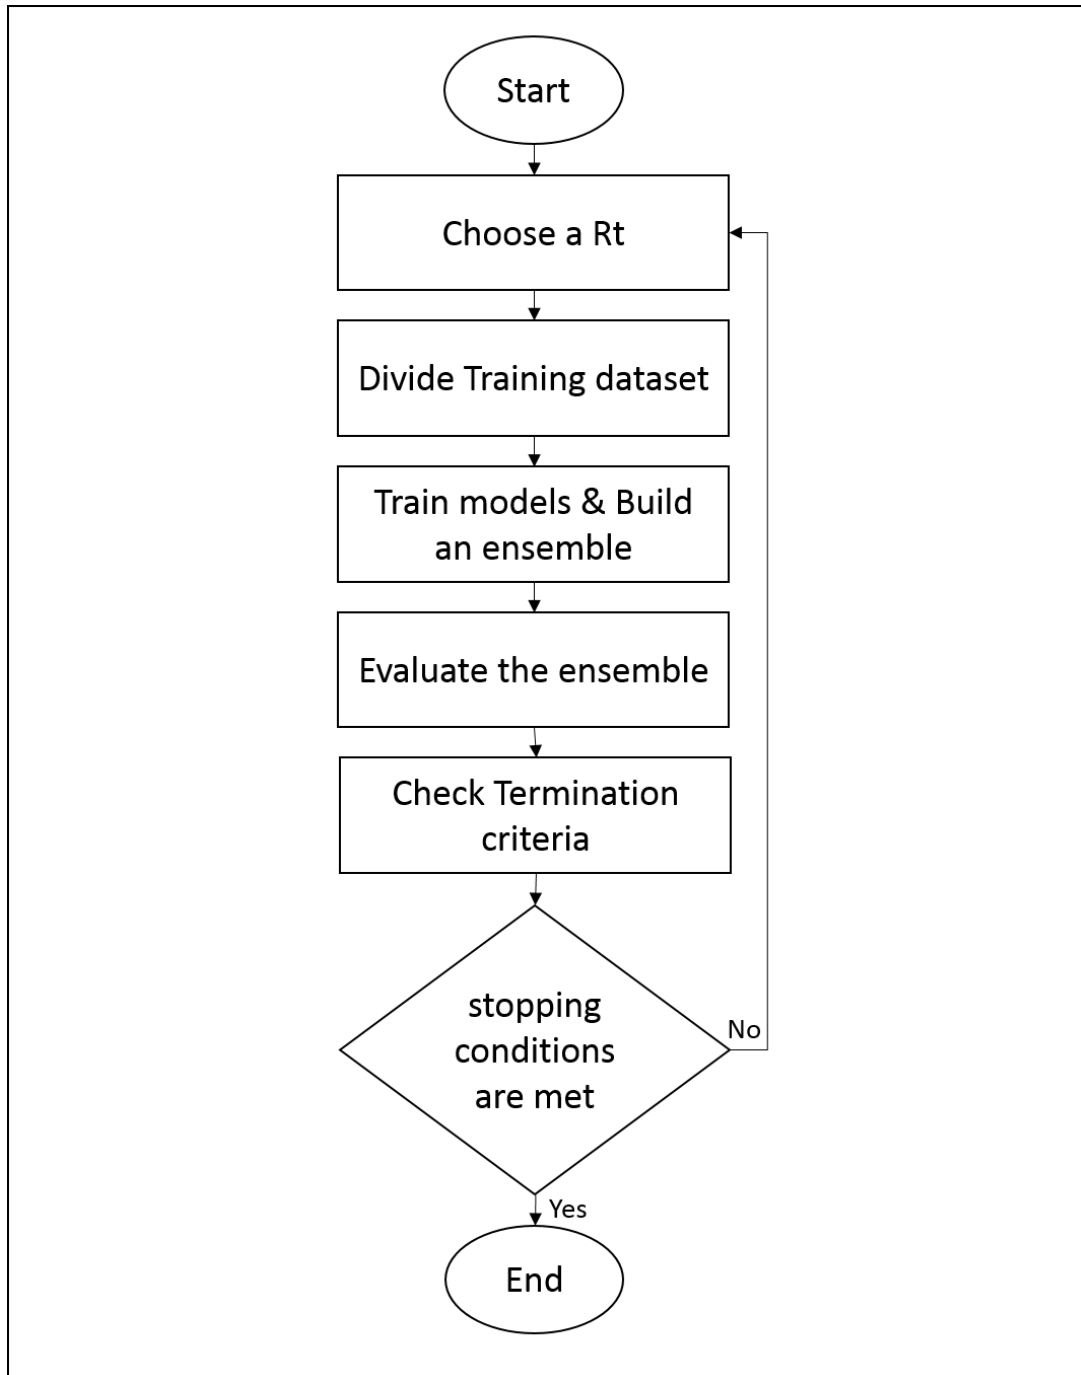 Start
Choose a Rt
Divide Training dataset
Train models & Build
an ensemble
Evaluate the ensemble
Check Termination
criteria
stopping
conditions
are met
No
Yes
End